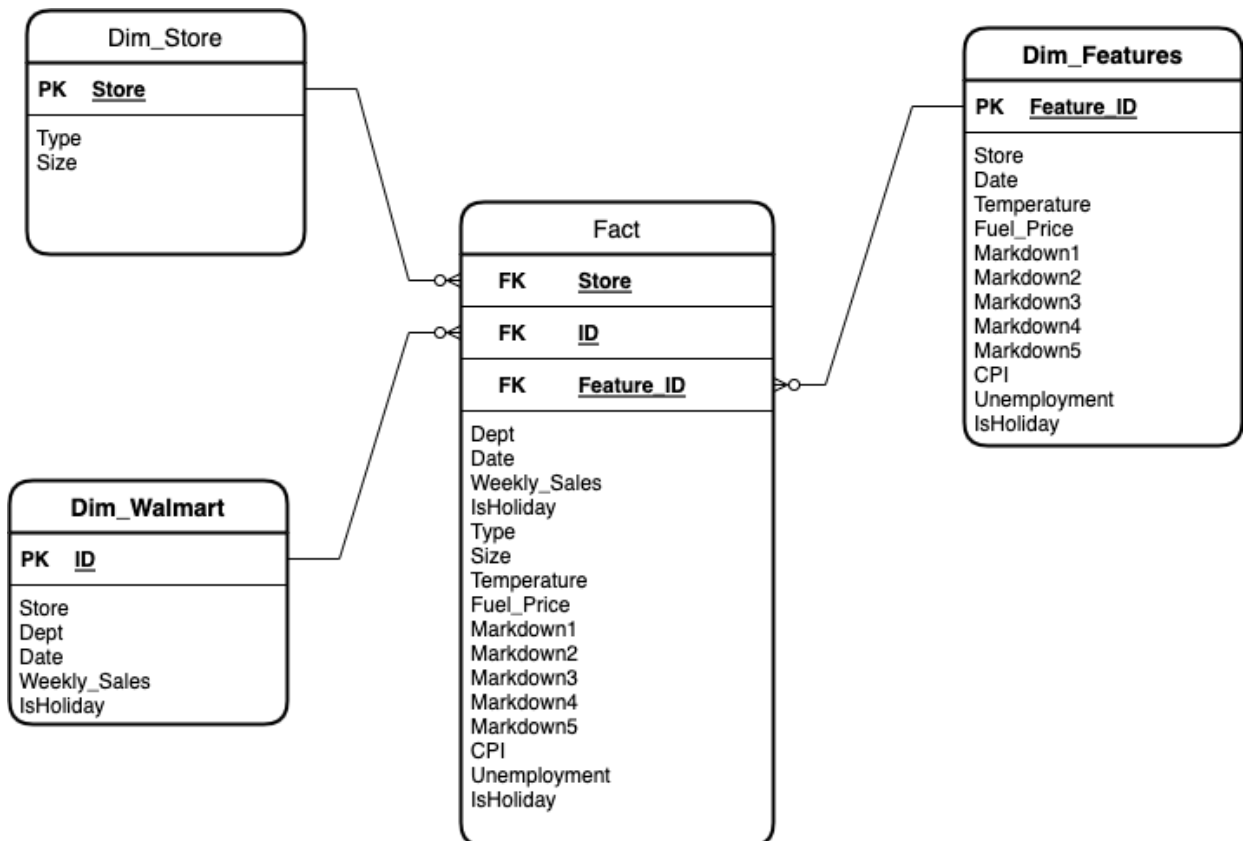 Dim_Store
PK Store
Type
Size
Dim_Features
PK Feature_ID
Store
Date
Temperature
Fuel_Price
Markdown1
Markdown2
Markdown3
Markdown4
Markdown5
CPI
Unemployment
IsHoliday
Fact
FK Store
FK ID
FK Feature_ID
Dept
Date
Weekly_Sales
IsHoliday
Type
Size
Temperature
Fuel_Price
Markdown1
Markdown2
Markdown3
Markdown4
Markdown5
CPI
Unemployment
IsHoliday
Dim_Walmart
PK ID
Store
Dept
Date
Weekly_Sales
IsHoliday